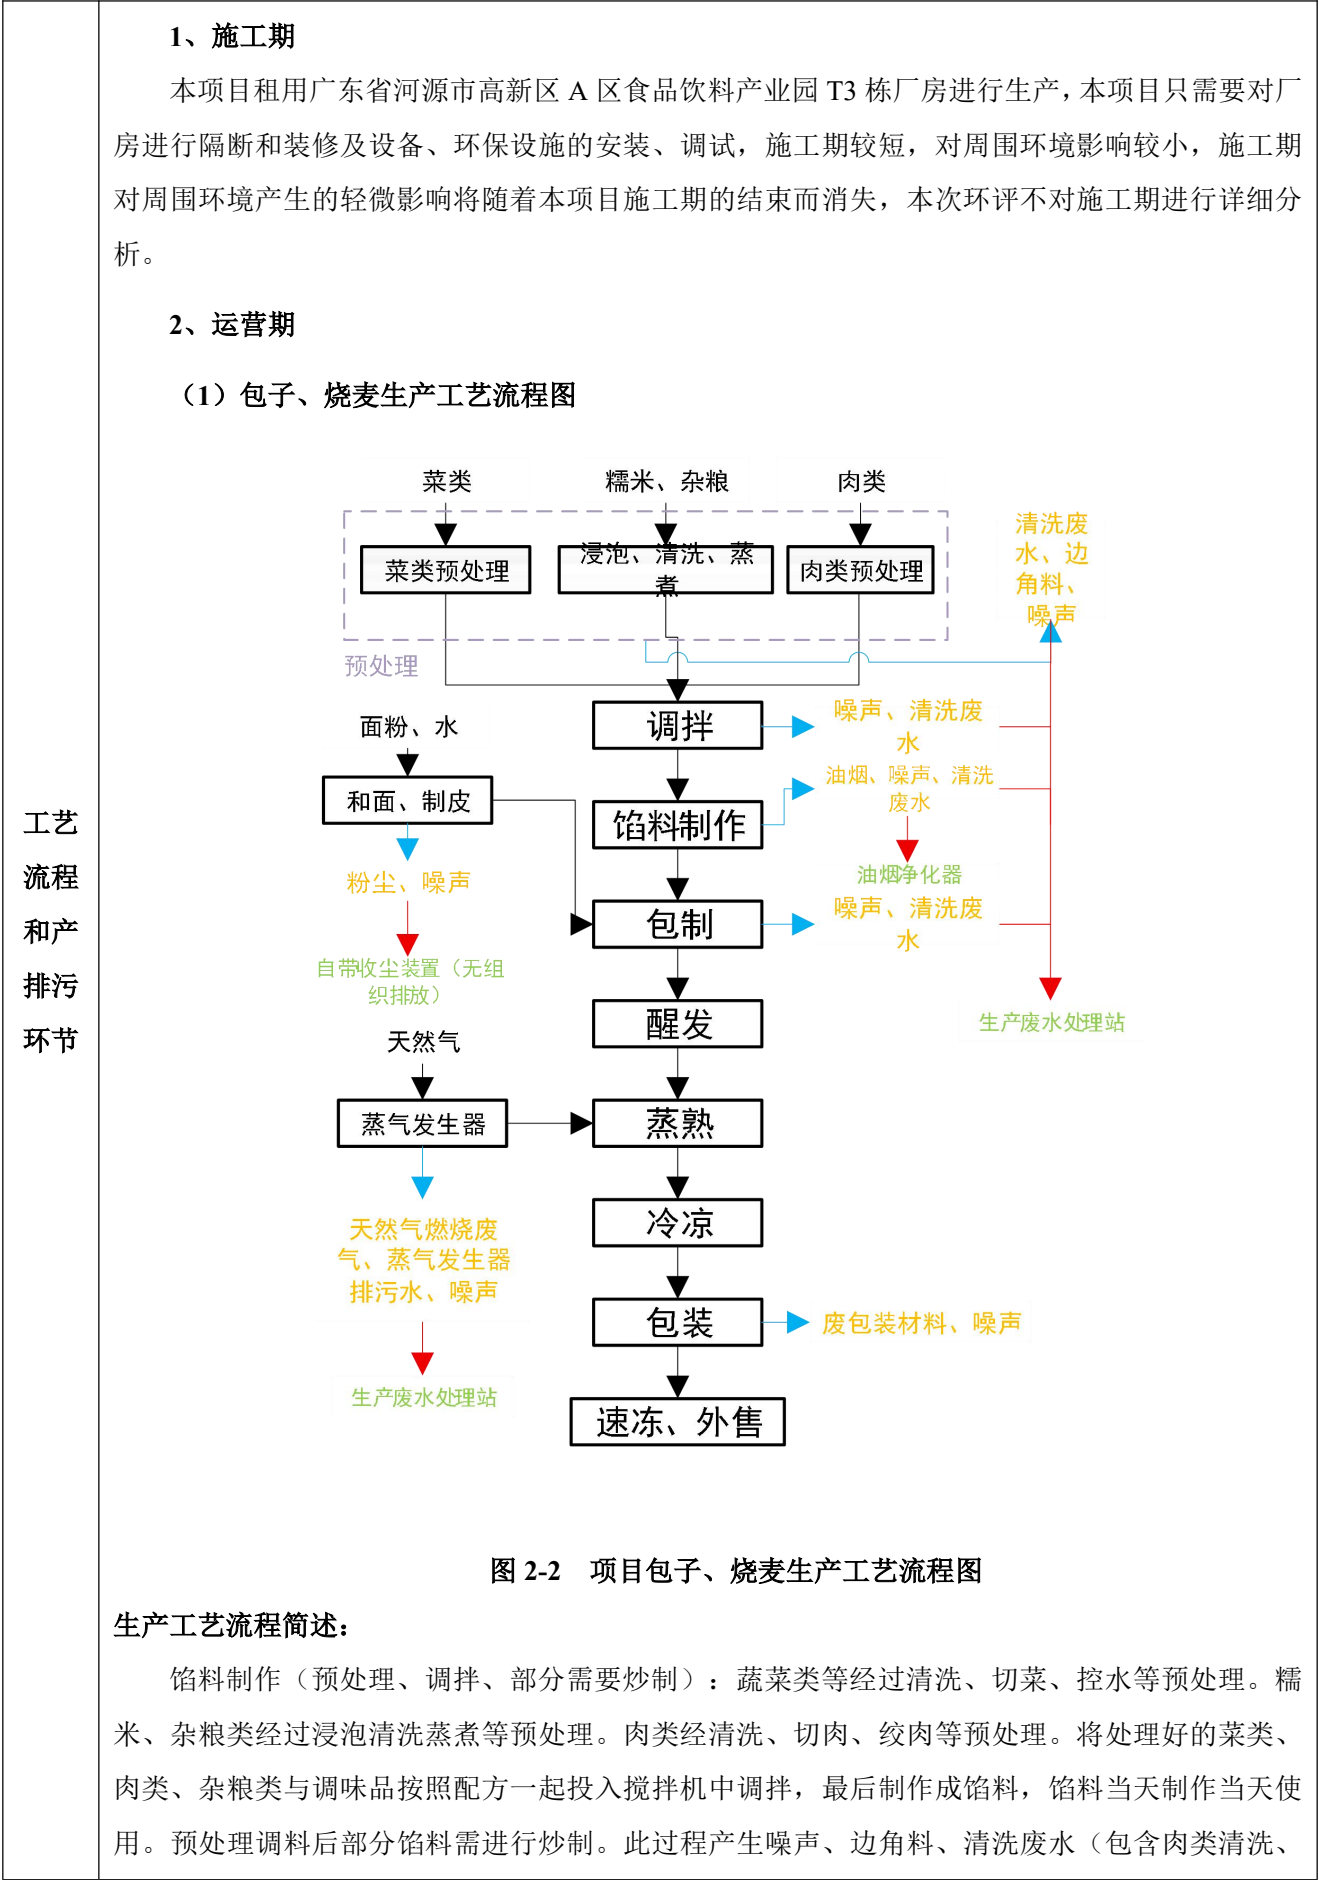 1、施工期
本项目租用广东省河源市高新区 A 区食品饮料产业园 T3 栋厂房进行生产，本项目只需要对厂
房进行隔断和装修及设备、环保设施的安装、调试，施工期较短，对周围环境影响较小，施工期
对周围环境产生的轻微影响将随着本项目施工期的结束而消失，本次环评不对施工期进行详细分
析。
2、运营期
（1）包子、烧麦生产工艺流程图
菜类
糯米、杂粮
肉类
清洗废
水、边
角料、
噪声
菜类预处理
浸泡、清洗、蒸
煮
肉类预处理
预处理
调拌
噪声、清洗废
水
面粉、水
和面、制皮
馅料制作
油烟、噪声、清洗
废水
油烟净化器
粉尘、噪声
包制
噪声、清洗废
水
自带收尘装置（无组
织排放）
醒发
生产废水处理站
天然气
蒸气发生器
蒸熟
天然气燃烧废
气、蒸气发生器
排污水、噪声
冷凉
包装
废包装材料、噪声
生产废水处理站
速冻、外售
工艺
流程
和产
排污
环节
图 2-2 项目包子、烧麦生产工艺流程图
生产工艺流程简述：
馅料制作（预处理、调拌、部分需要炒制）：蔬菜类等经过清洗、切菜、控水等预处理。糯
米、杂粮类经过浸泡清洗蒸煮等预处理。肉类经清洗、切肉、绞肉等预处理。将处理好的菜类、
肉类、杂粮类与调味品按照配方一起投入搅拌机中调拌，最后制作成馅料，馅料当天制作当天使
用。预处理调料后部分馅料需进行炒制。此过程产生噪声、边角料、清洗废水（包含肉类清洗、